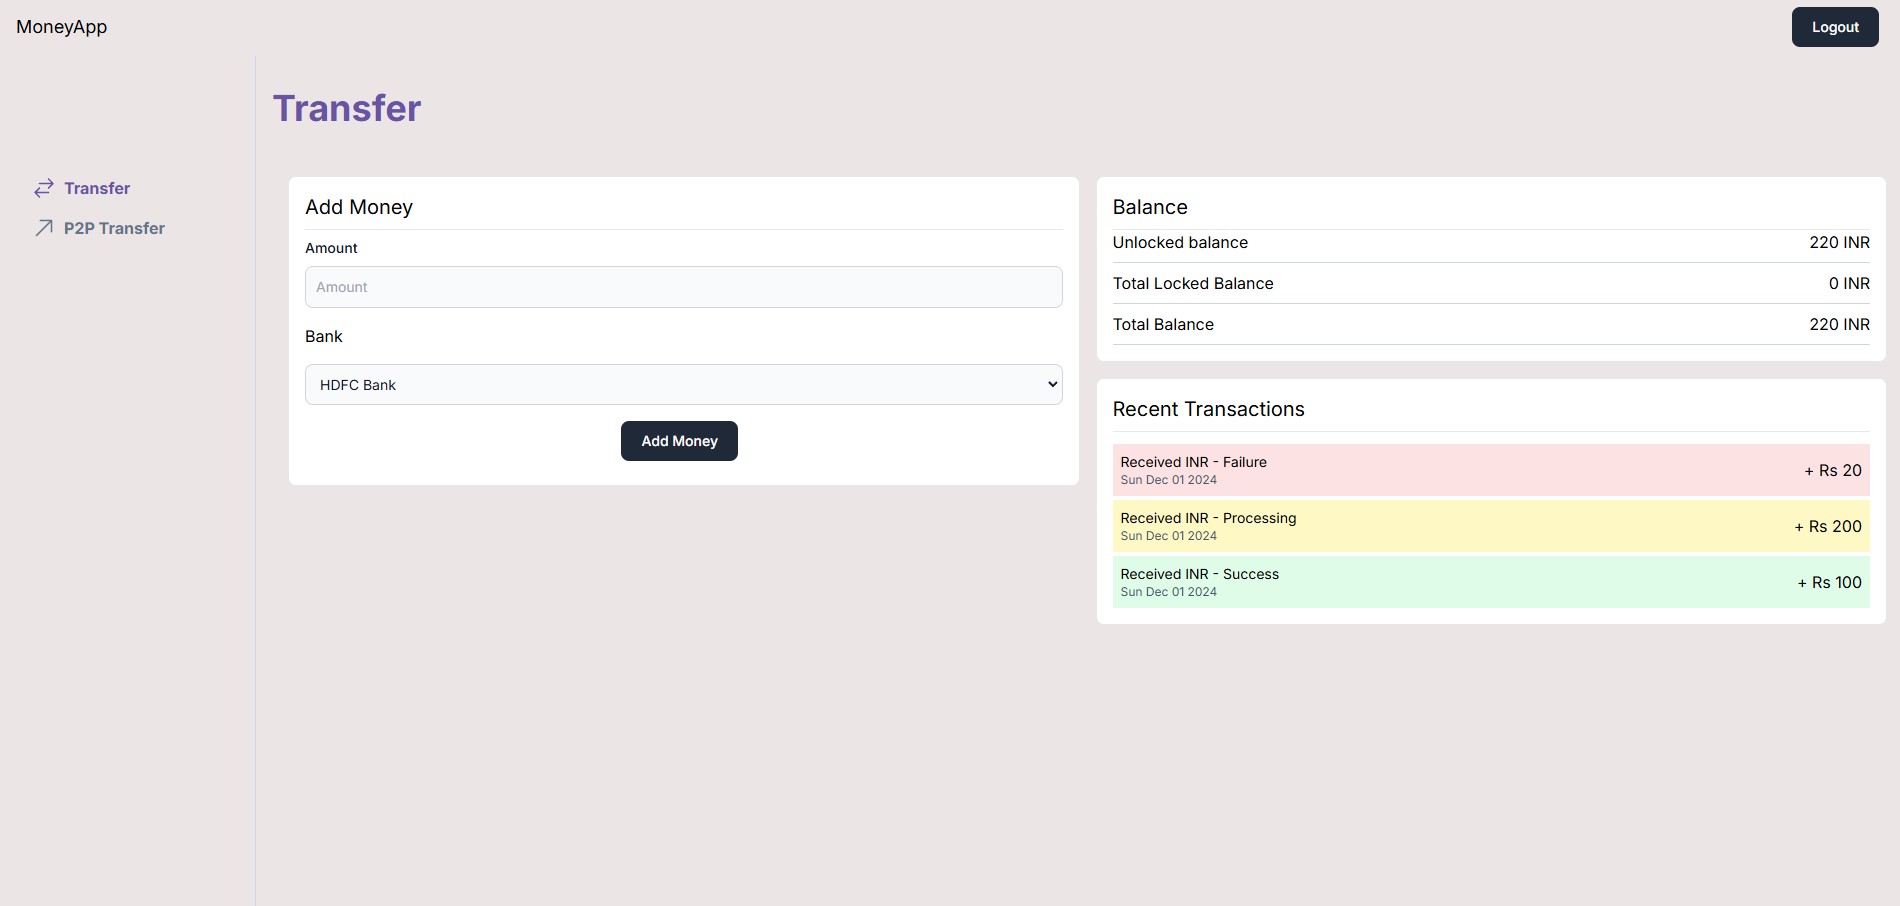 MoneyApp
Logout
Transfer
Transfer
P2P Transfer
Add Money
Amount
Amount
Bank
HDFC Bank
Add Money
Balance
Unlocked balance 220 INR
Total Locked Balance 0 INR
Total Balance 220 INR
Recent Transactions
Received INR - Failure
Sun Dec 01 2024
+ Rs 20
Received INR - Processing
Sun Dec 01 2024
+ Rs 200
Received INR - Success
Sun Dec 01 2024
+ Rs 100